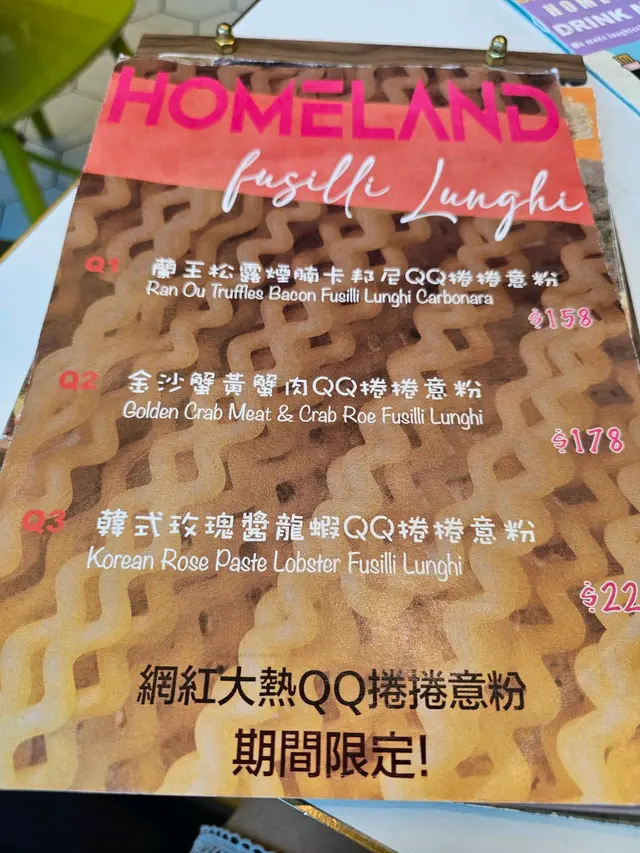 HOMELAND
fusilli Lunghi
Q1 蘭王松露煙腩卡邦尼QQ捲捲意粉
Ran Ou Truffles Bacon Fusilli Lunghi Carbonara
$158
Q2 金沙蟹黃蟹肉QQ捲捲意粉
Golden Crab Meat & Crab Roe Fusilli Lunghi
$178
Q3 韓式玫瑰醬龍蝦QQ捲捲意粉
Korean Rose Paste Lobster Fusilli Lunghi
$22
網紅大熱QQ捲捲意粉
期間限定!